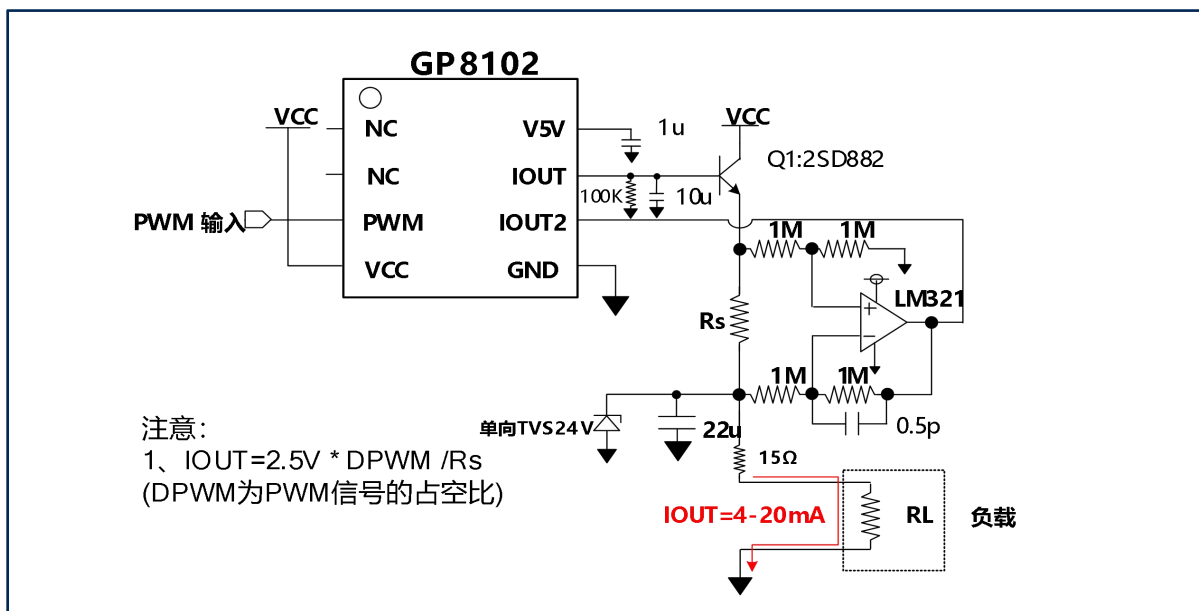 GP8102
VCC
NC
V5V
1u
VCC
Q1:2SD882
NC
IOUT
100K
10u
PWM 输入
PWM
IOUT2
1M
1M
VCC
GND
LM321
+
Rs
−
1M
1M
单向TVS24V
22u
0.5p
注意：
1、IOUT=2.5V * DPWM /Rs
(DPWM为PWM信号的占空比)
15Ω
IOUT=4-20mA
RL
负载